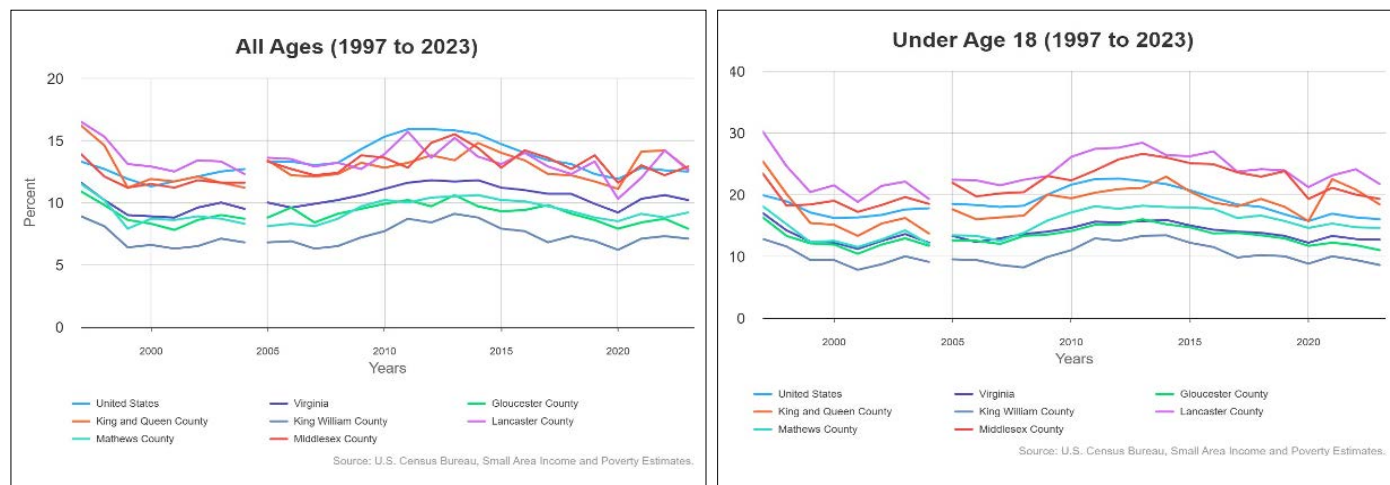 All Ages (1997 to 2023)
Percent
20
15
10
5
0
2000 2005 2010 2015 2020
Years
United States Virginia Gloucester County
King and Queen County King William County Lancaster County
Mathews County Middlesex County
Source: U.S. Census Bureau, Small Area Income and Poverty Estimates.
Under Age 18 (1997 to 2023)
40
30
20
10
0
2000 2005 2010 2015 2020
Years
United States Virginia Gloucester County
King and Queen County King William County Lancaster County
Mathews County Middlesex County
Source: U.S. Census Bureau, Small Area Income and Poverty Estimates.